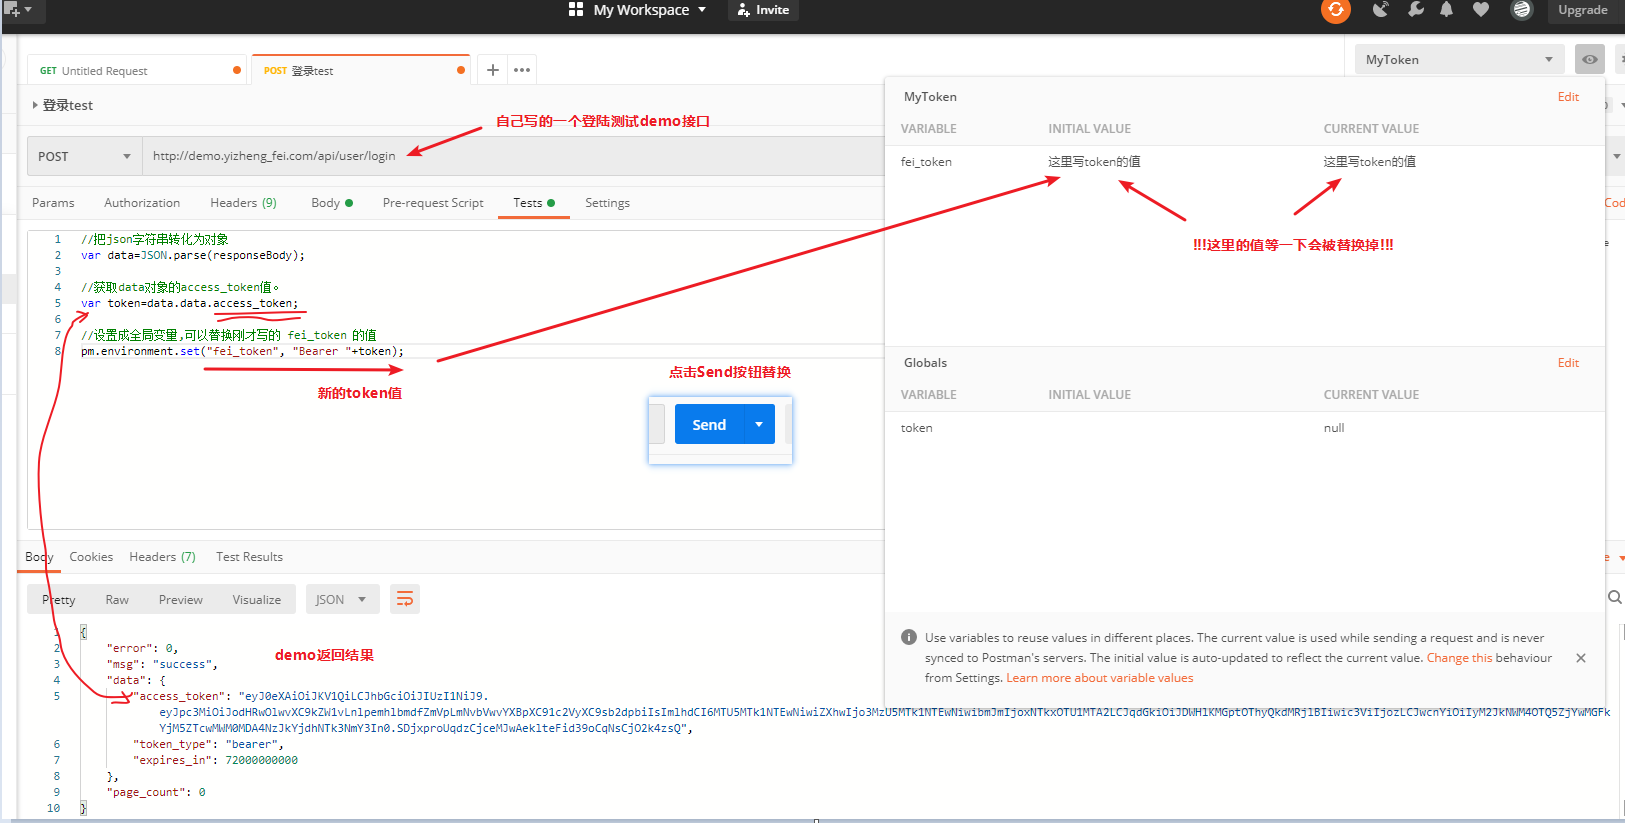 My Workspace
Invite
Upgrade
GET Untitled Request
POST 登录test
MyToken
登录test
自己写的一个登陆测试demo接口
POST
http://demo.yizheng_fei.com/api/user/login
Params
Authorization
Headers (9)
Body
Pre-request Script
Tests
Settings
1 //把json字符串转化为对象
2 var data=JSON.parse(responseBody);
3
4 //获取data对象的access_token值。
5 var token=data.data.access_token;
6
7 //设置成全局变量,可以替换刚才写的 fei_token 的值
8 pm.environment.set("fei_token", "Bearer "+token);
新的token值
点击Send按钮替换
Send
MyToken
Edit
VARIABLE
INITIAL VALUE
CURRENT VALUE
fei_token
这里写token的值
这里写token的值
!!!这里的值等一下会被替换掉!!!
Globals
Edit
VARIABLE
INITIAL VALUE
CURRENT VALUE
token
null
Use variables to reuse values in different places. The current value is used while sending a request and is never
synced to Postman's servers. The initial value is auto-updated to reflect the current value. Change this behaviour
from Settings. Learn more about variable values
Cod
Body
Cookies
Headers (7)
Test Results
Pretty
Raw
Preview
Visualize
JSON
demo返回结果
1 {
2 "error": 0,
3 "msg": "success",
4 "data": {
5 "access_token": "eyJ0eXAiOiJKV1QiLCJhbGciOiJIUzI1NiJ9.
6 "token_type": "bearer",
7 "expires_in": 72000000000
8 },
9 "page_count": 0
10 }